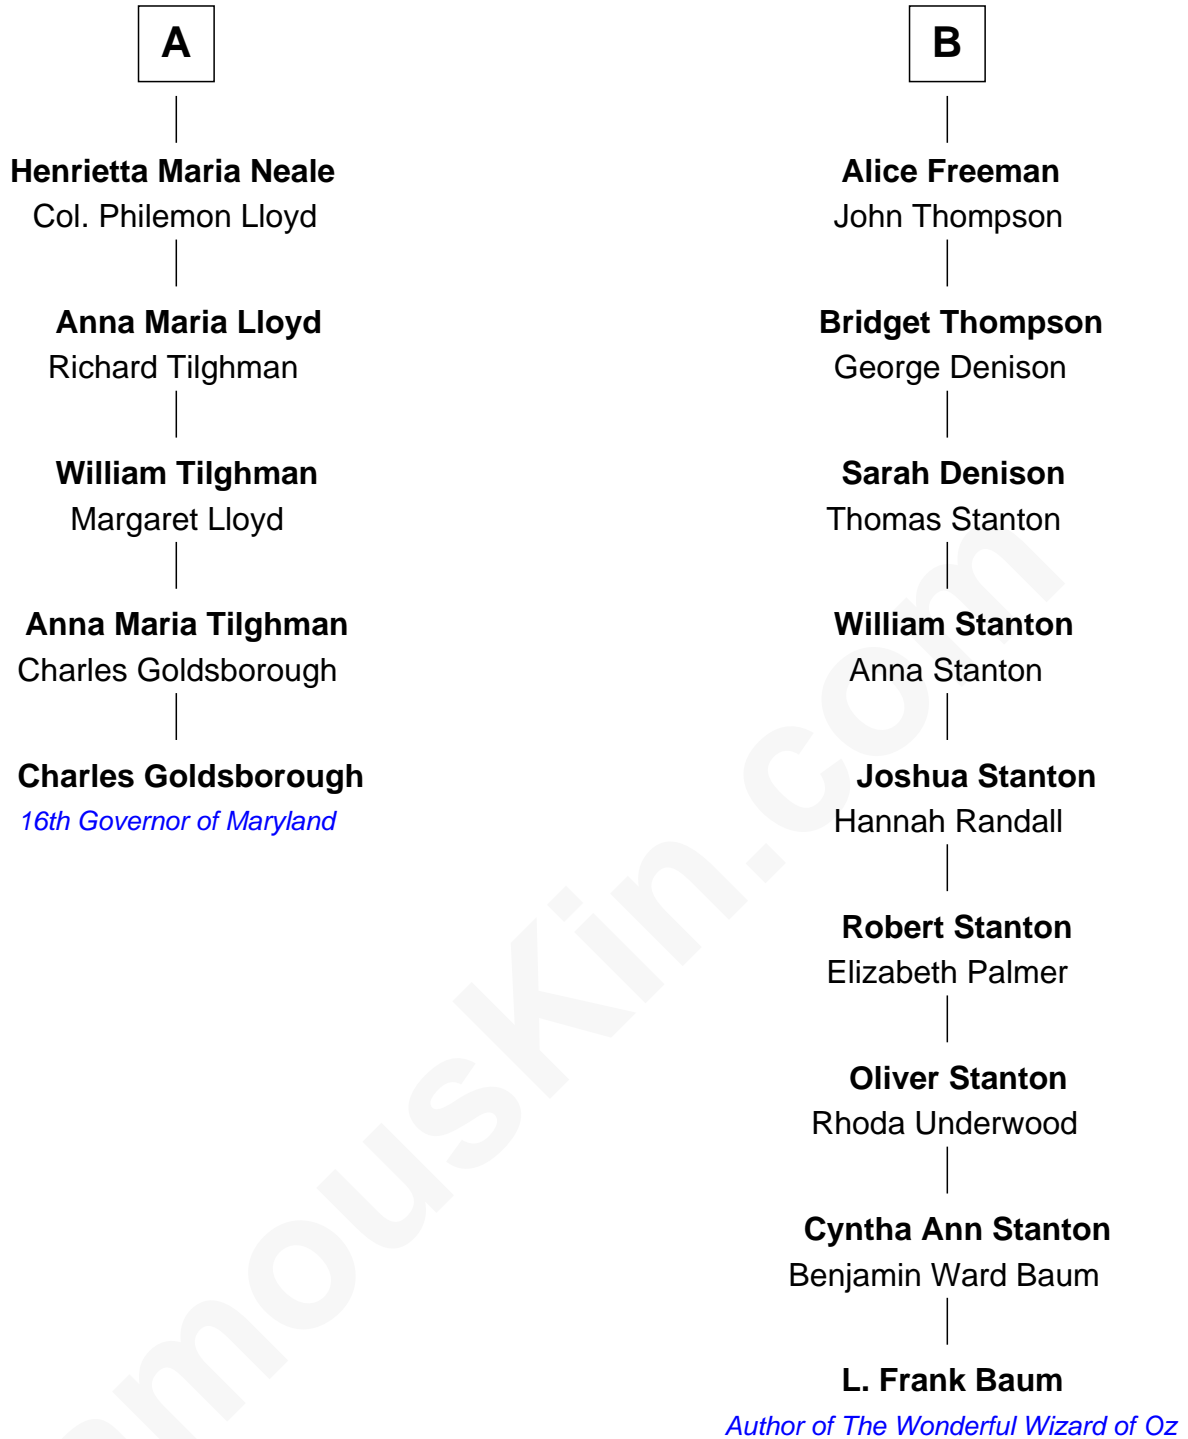 A
Henrietta Maria Neale
Col. Philemon Lloyd
Anna Maria Lloyd
Richard Tilghman
William Tilghman
Margaret Lloyd
Anna Maria Tilghman
Charles Goldsborough
Charles Goldsborough
16th Governor of Maryland
B
Alice Freeman
John Thompson
Bridget Thompson
George Denison
Sarah Denison
Thomas Stanton
William Stanton
Anna Stanton
Joshua Stanton
Hannah Randall
Robert Stanton
Elizabeth Palmer
Oliver Stanton
Rhoda Underwood
Cyntha Ann Stanton
Benjamin Ward Baum
L. Frank Baum
Author of The Wonderful Wizard of Oz
amouskin.com